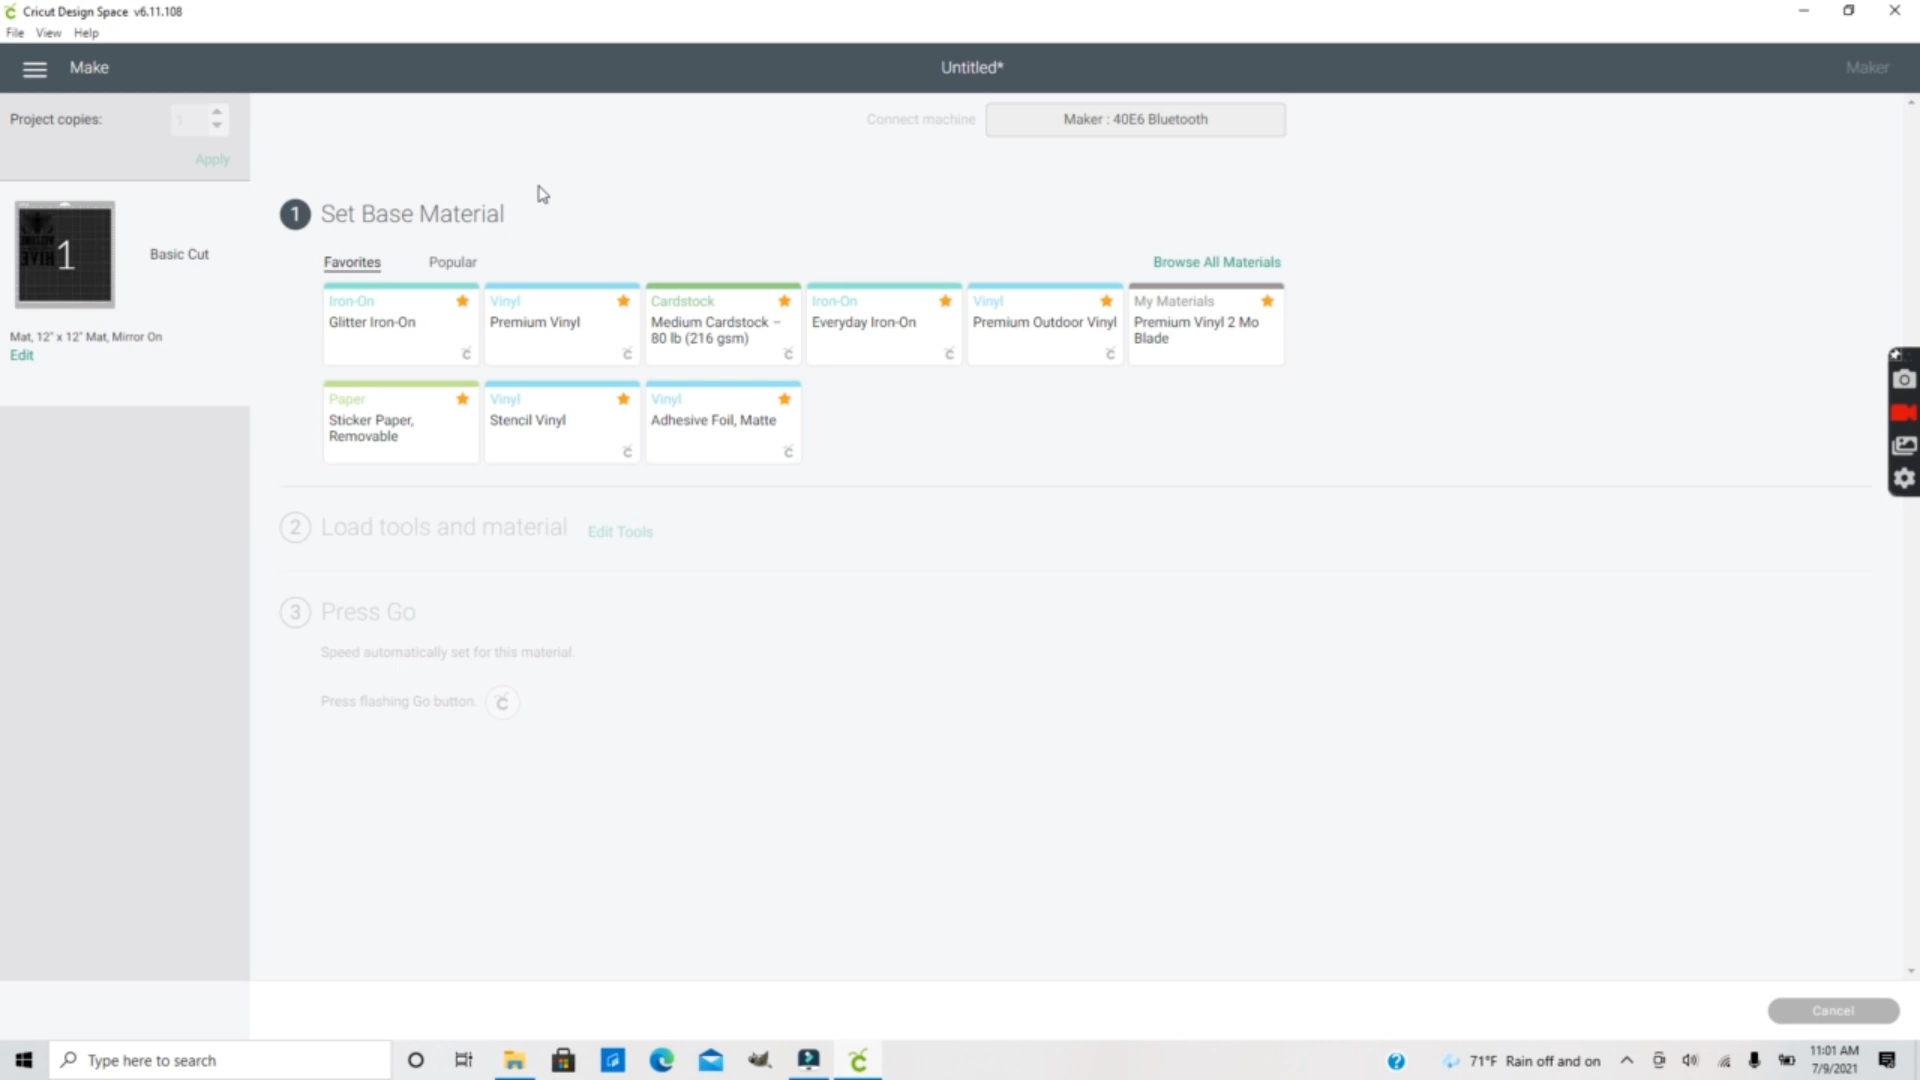 Cricut Design Space v6.11.108
File View Help
Make
Untitled*
Maker
Project copies:
1
Apply
Connect machine
Maker : 40E6 Bluetooth
1
Basic Cut
Mat, 12" x 12" Mat, Mirror On
Edit
1 Set Base Material
Favorites
Popular
Browse All Materials
Iron-On
Glitter Iron-On
Vinyl
Premium Vinyl
Cardstock
Medium Cardstock –
80 lb (216 gsm)
Iron-On
Everyday Iron-On
Vinyl
Premium Outdoor Vinyl
My Materials
Premium Vinyl 2 Mo
Blade
Paper
Sticker Paper,
Removable
Vinyl
Stencil Vinyl
Vinyl
Adhesive Foil, Matte
2 Load tools and material Edit Tools
3 Press Go
Speed automatically set for this material.
Press flashing Go button.
Cancel
Type here to search
71°F Rain off and on
11:01 AM
7/9/2021